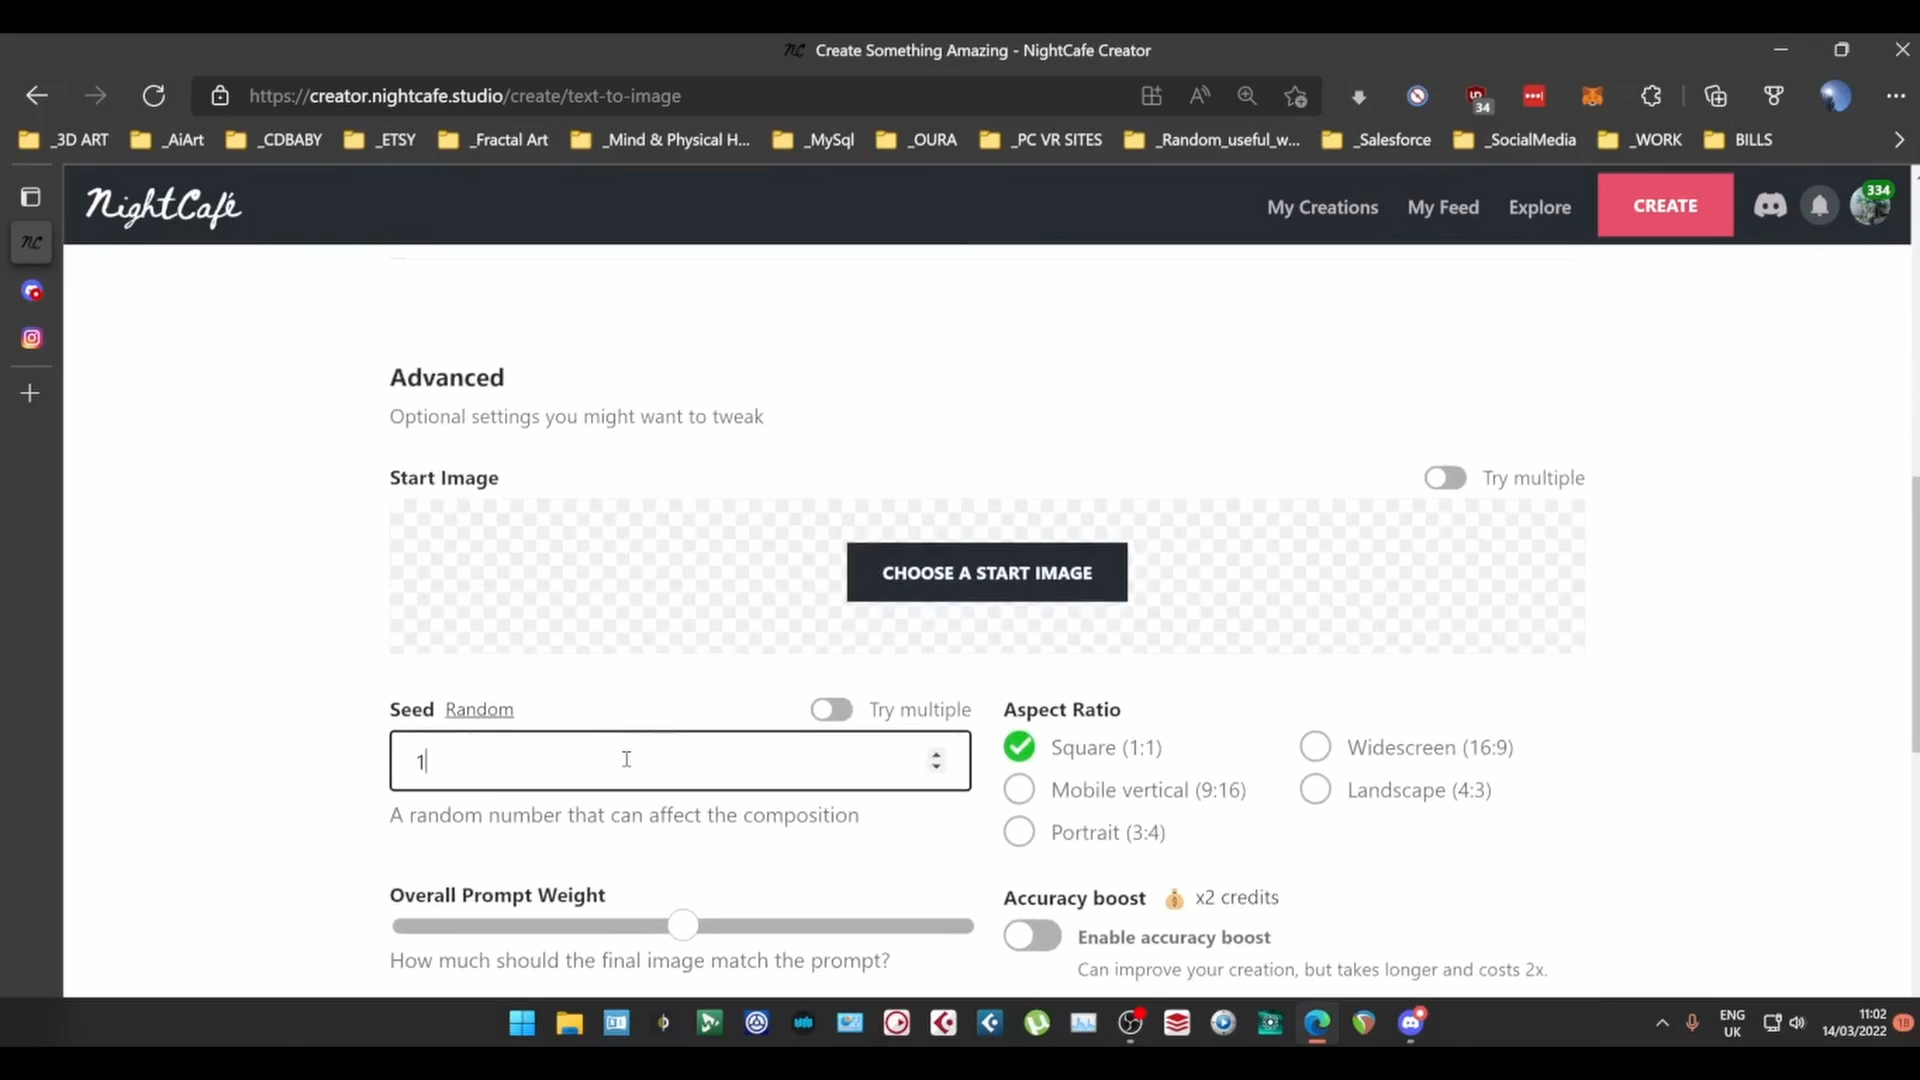 NC Create Something Amazing - NightCafe Creator
https://creator.nightcafe.studio/create/text-to-image
34
_3D ART _AiArt _CDBABY _ETSY _Fractal Art _Mind & Physical H... _MySql _OURA _PC VR SITES _Random_useful_w... _Salesforce _SocialMedia _WORK BILLS
NC
NightCafé
My Creations My Feed Explore CREATE 334
Advanced
Optional settings you might want to tweak
Start Image Try multiple
CHOOSE A START IMAGE
Seed Random Try multiple Aspect Ratio
1
Square (1:1) Widescreen (16:9)
Mobile vertical (9:16) Landscape (4:3)
A random number that can affect the composition
Portrait (3:4)
Overall Prompt Weight Accuracy boost x2 credits
Enable accuracy boost
How much should the final image match the prompt?
Can improve your creation, but takes longer and costs 2x.
ENG
UK
11:02
14/03/2022
18